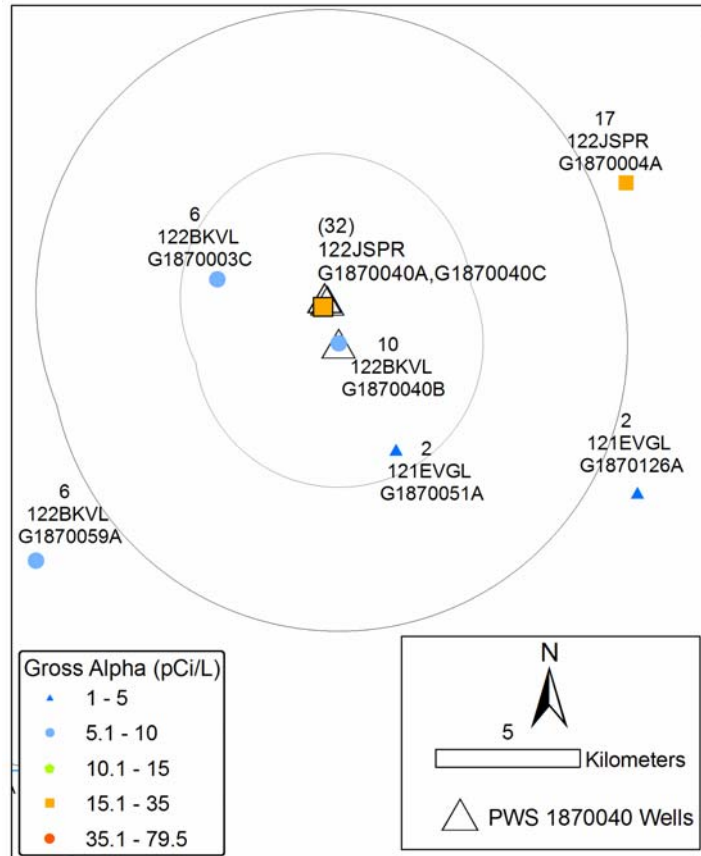 17
122JSPR
G1870004A
6
122BKVL
G1870003C
(32)
122JSPR
G1870040A,G1870040C
10
122BKVL
G1870040B
2
121EVGL
G1870051A
2
121EVGL
G1870126A
6
122BKVL
G1870059A
Gross Alpha (pCi/L)
1 - 5
5.1 - 10
10.1 - 15
15.1 - 35
35.1 - 79.5
N
5
Kilometers
PWS 1870040 Wells